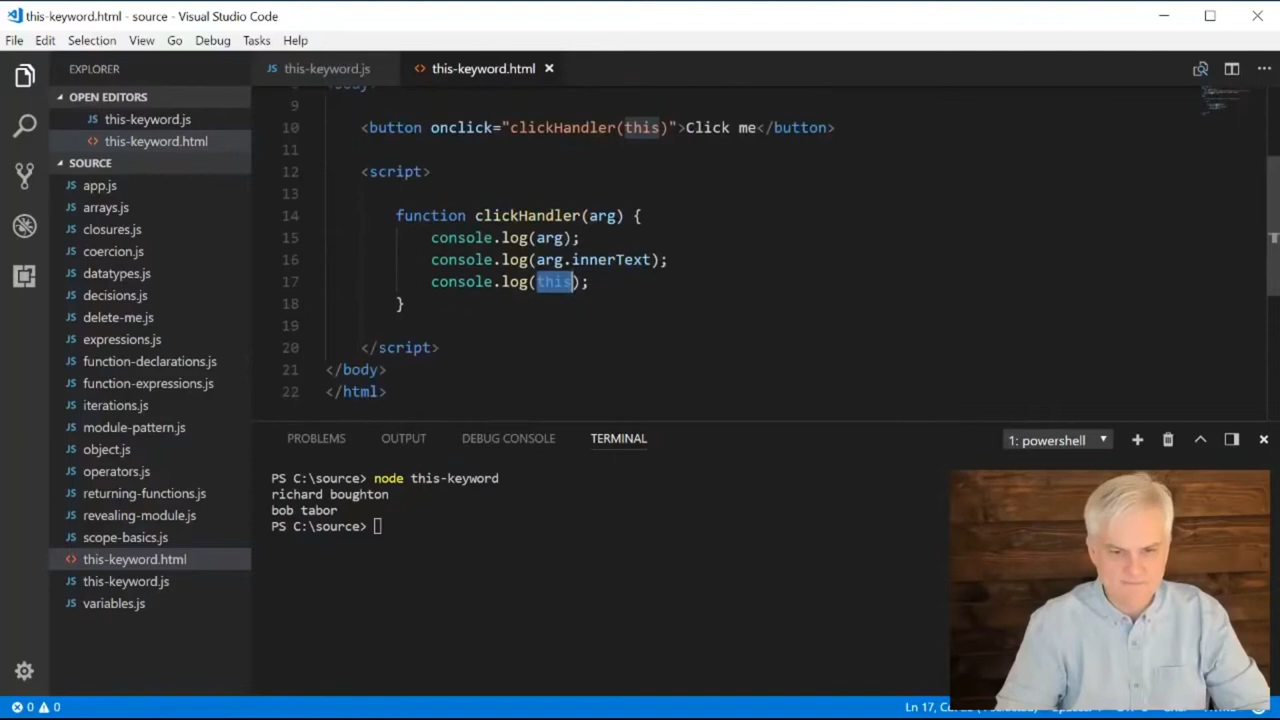 this-keyword.html - source - Visual Studio Code
File Edit Selection View Go Debug Tasks Help
EXPLORER
OPEN EDITORS
JS this-keyword.js
<> this-keyword.html
SOURCE
JS app.js
JS arrays.js
JS closures.js
JS coercion.js
JS datatypes.js
JS decisions.js
JS delete-me.js
JS expressions.js
JS function-declarations.js
JS function-expressions.js
JS iterations.js
JS module-pattern.js
JS object.js
JS operators.js
JS returning-functions.js
JS revealing-module.js
JS scope-basics.js
<> this-keyword.html
JS this-keyword.js
JS variables.js
JS this-keyword.js <> this-keyword.html
9
10 <button onclick="clickHandler(this)">Click me</button>
11
12 <script>
13
14 function clickHandler(arg) {
15 console.log(arg);
16 console.log(arg.innerText);
17 console.log(this);
18 }
19
20 </script>
21 </body>
22 </html>
PROBLEMS OUTPUT DEBUG CONSOLE TERMINAL 1: powershell
PS C:\source> node this-keyword
richard boughton
bob tabor
PS C:\source>
0 0
Ln 17,